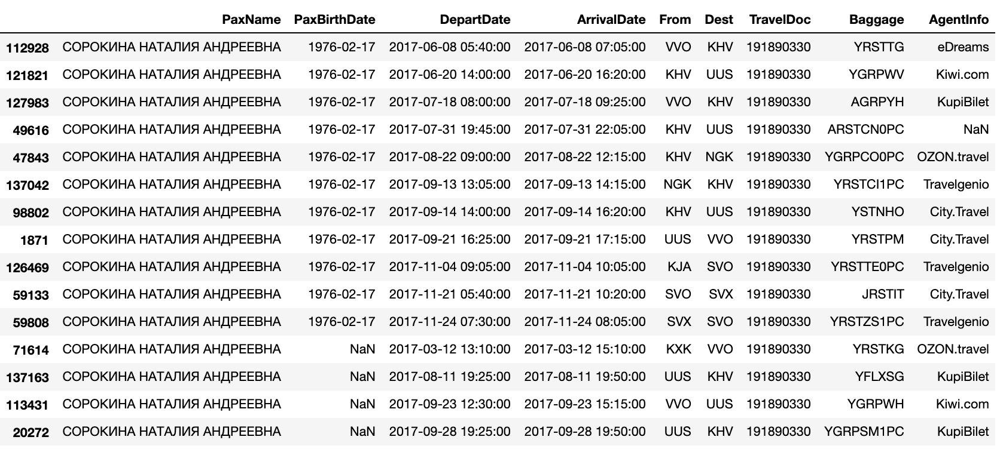 PaxName PaxBirthDate DepartDate ArrivalDate From Dest TravelDoc Baggage AgentInfo
112928 СОРОКИНА НАТАЛИЯ АНДРЕЕВНА 1976-02-17 2017-06-08 05:40:00 2017-06-08 07:05:00 VVO KHV 191890330 YRSTTG eDreams
121821 СОРОКИНА НАТАЛИЯ АНДРЕЕВНА 1976-02-17 2017-06-20 14:00:00 2017-06-20 16:20:00 KHV UUS 191890330 YGRPWV Kiwi.com
127983 СОРОКИНА НАТАЛИЯ АНДРЕЕВНА 1976-02-17 2017-07-18 08:00:00 2017-07-18 09:25:00 VVO KHV 191890330 AGRPYH KupiBilet
49616 СОРОКИНА НАТАЛИЯ АНДРЕЕВНА 1976-02-17 2017-07-31 19:45:00 2017-07-31 22:05:00 KHV UUS 191890330 ARSTCN0PC NaN
47843 СОРОКИНА НАТАЛИЯ АНДРЕЕВНА 1976-02-17 2017-08-22 09:00:00 2017-08-22 12:15:00 KHV NGK 191890330 YGRPCO0PC OZON.travel
137042 СОРОКИНА НАТАЛИЯ АНДРЕЕВНА 1976-02-17 2017-09-13 13:05:00 2017-09-13 14:15:00 NGK KHV 191890330 YRSTCI1PC Travelgenio
98802 СОРОКИНА НАТАЛИЯ АНДРЕЕВНА 1976-02-17 2017-09-14 14:00:00 2017-09-14 16:20:00 KHV UUS 191890330 YSTNHO City.Travel
1871 СОРОКИНА НАТАЛИЯ АНДРЕЕВНА 1976-02-17 2017-09-21 16:25:00 2017-09-21 17:15:00 UUS VVO 191890330 YRSTPM City.Travel
126469 СОРОКИНА НАТАЛИЯ АНДРЕЕВНА 1976-02-17 2017-11-04 09:05:00 2017-11-04 10:05:00 KJA SVO 191890330 YRSTTE0PC Travelgenio
59133 СОРОКИНА НАТАЛИЯ АНДРЕЕВНА 1976-02-17 2017-11-21 05:40:00 2017-11-21 10:20:00 SVO SVX 191890330 JRSTIT City.Travel
59808 СОРОКИНА НАТАЛИЯ АНДРЕЕВНА 1976-02-17 2017-11-24 07:30:00 2017-11-24 08:05:00 SVX SVO 191890330 YRSTZS1PC Travelgenio
71614 СОРОКИНА НАТАЛИЯ АНДРЕЕВНА NaN 2017-03-12 13:10:00 2017-03-12 15:10:00 KXK VVO 191890330 YRSTKG OZON.travel
137163 СОРОКИНА НАТАЛИЯ АНДРЕЕВНА NaN 2017-08-11 19:25:00 2017-08-11 19:50:00 UUS KHV 191890330 YFLXSG KupiBilet
113431 СОРОКИНА НАТАЛИЯ АНДРЕЕВНА NaN 2017-09-23 12:30:00 2017-09-23 15:15:00 VVO UUS 191890330 YGRPWH Kiwi.com
20272 СОРОКИНА НАТАЛИЯ АНДРЕЕВНА NaN 2017-09-28 19:25:00 2017-09-28 19:50:00 UUS KHV 191890330 YGRPSM1PC KupiBilet